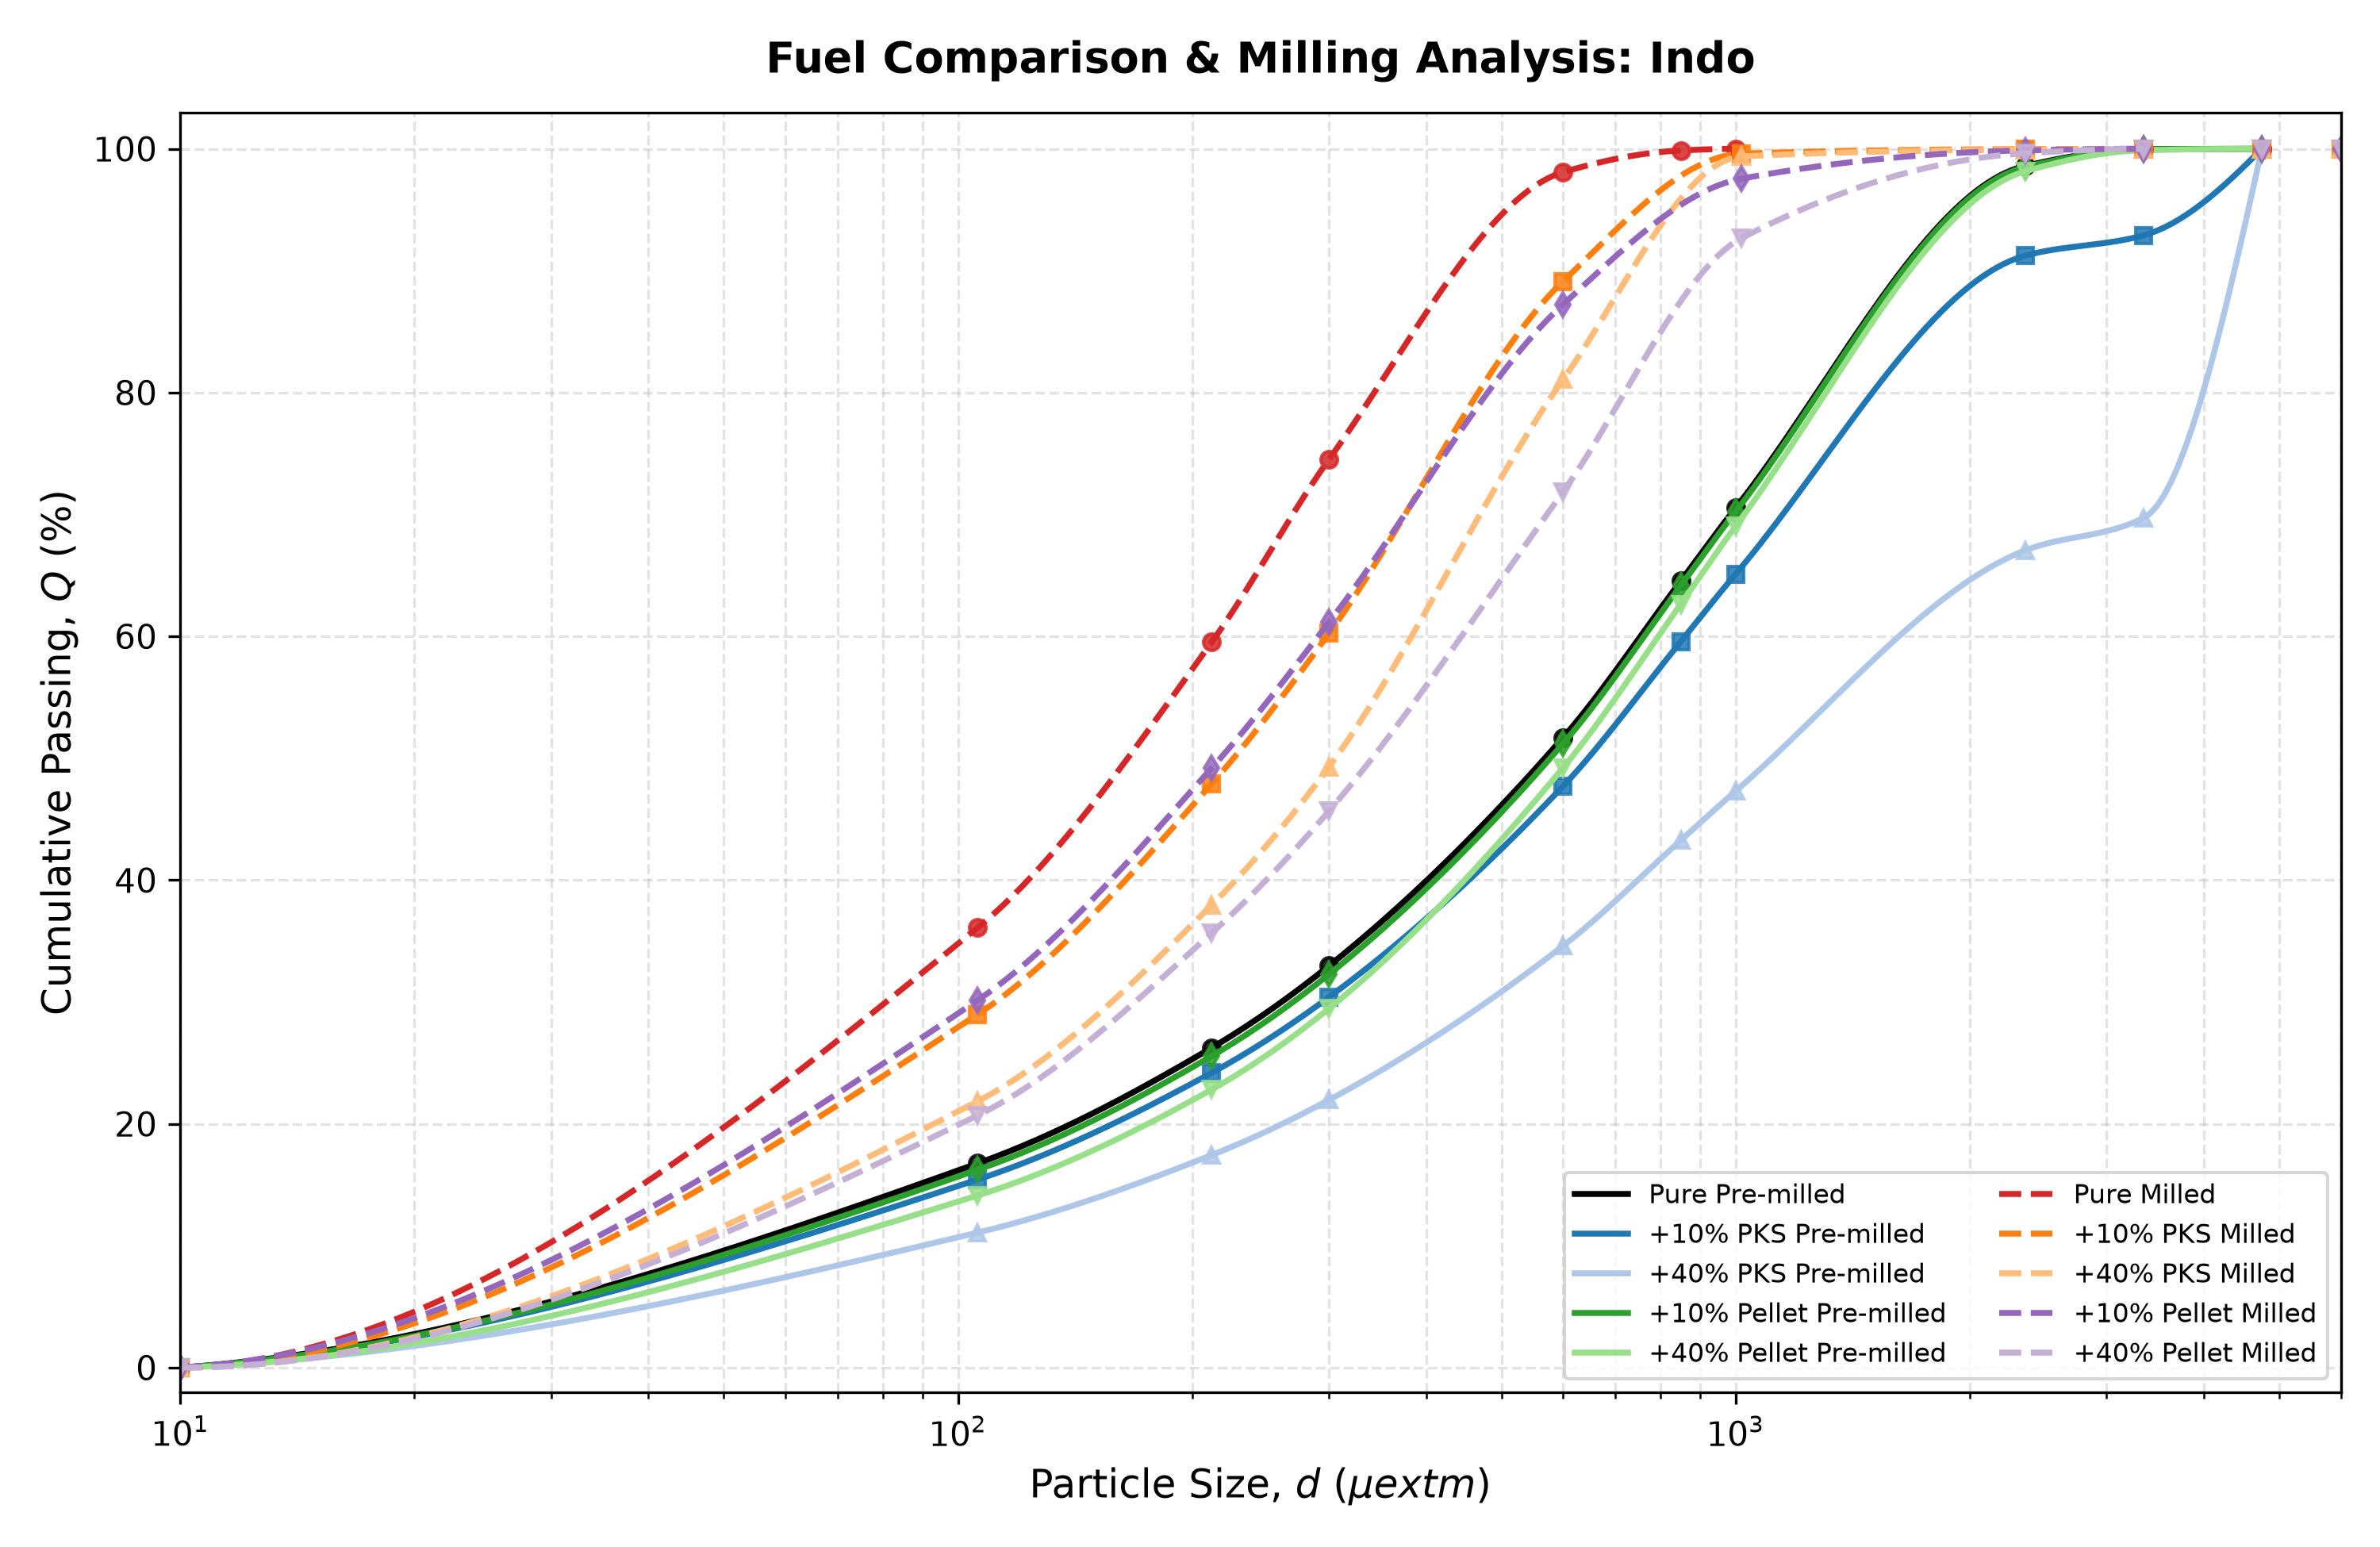 Fuel Comparison & Milling Analysis: Indo
Cumulative Passing, Q (%)
100
80
60
40
20
0
10¹
10²
10³
Particle Size, d (μextm)
Pure Pre-milled
+10% PKS Pre-milled
+40% PKS Pre-milled
+10% Pellet Pre-milled
+40% Pellet Pre-milled
Pure Milled
+10% PKS Milled
+40% PKS Milled
+10% Pellet Milled
+40% Pellet Milled